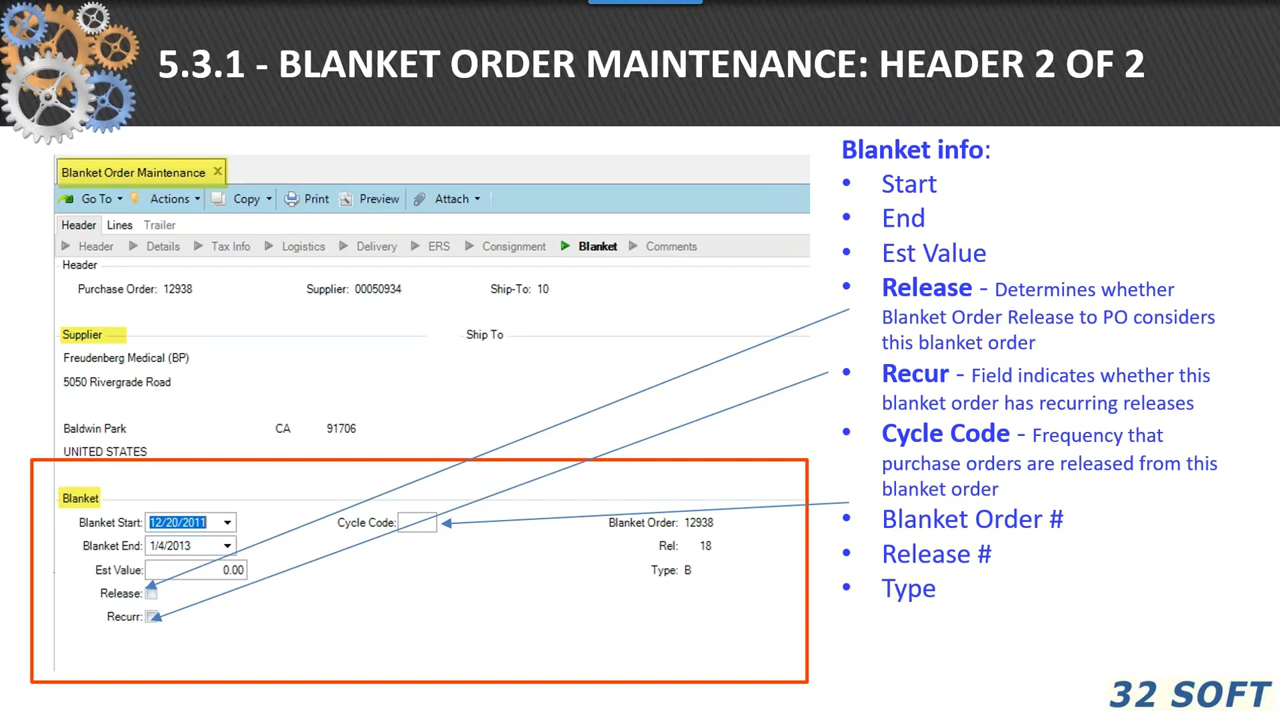 5.3.1 - BLANKET ORDER MAINTENANCE: HEADER 2 OF 2
Blanket Order Maintenance X
Go To Actions Copy Print Preview Attach
Header Lines Trailer
Header Details Tax Info Logistics Delivery ERS Consignment Blanket Comments
Header
Purchase Order: 12938 Supplier: 00050934 Ship-To: 10
Supplier Ship To
Freudenberg Medical (BP)
5050 Rivergrade Road
Baldwin Park CA 91706
UNITED STATES
Blanket
Blanket Start: 12/20/2011 Cycle Code: Blanket Order: 12938
Blanket End: 1/4/2013 Rel: 18
Est Value: 0.00 Type: B
Release:
Recurr:
Blanket info:
• Start
• End
• Est Value
• Release - Determines whether
Blanket Order Release to PO considers
this blanket order
• Recur - Field indicates whether this
blanket order has recurring releases
• Cycle Code - Frequency that
purchase orders are released from this
blanket order
• Blanket Order #
• Release #
• Type
32 SOFT